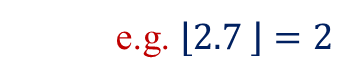 e.g. ⌊2.7 ⌋ = 2